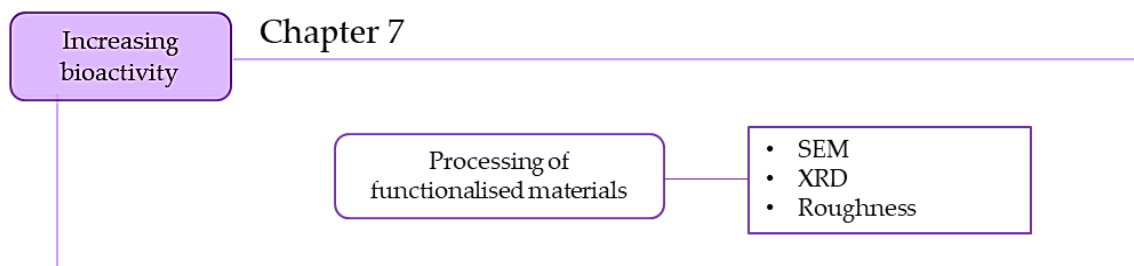 Increasing
bioactivity
Chapter 7
Processing of
functionalised materials
• SEM
• XRD
• Roughness